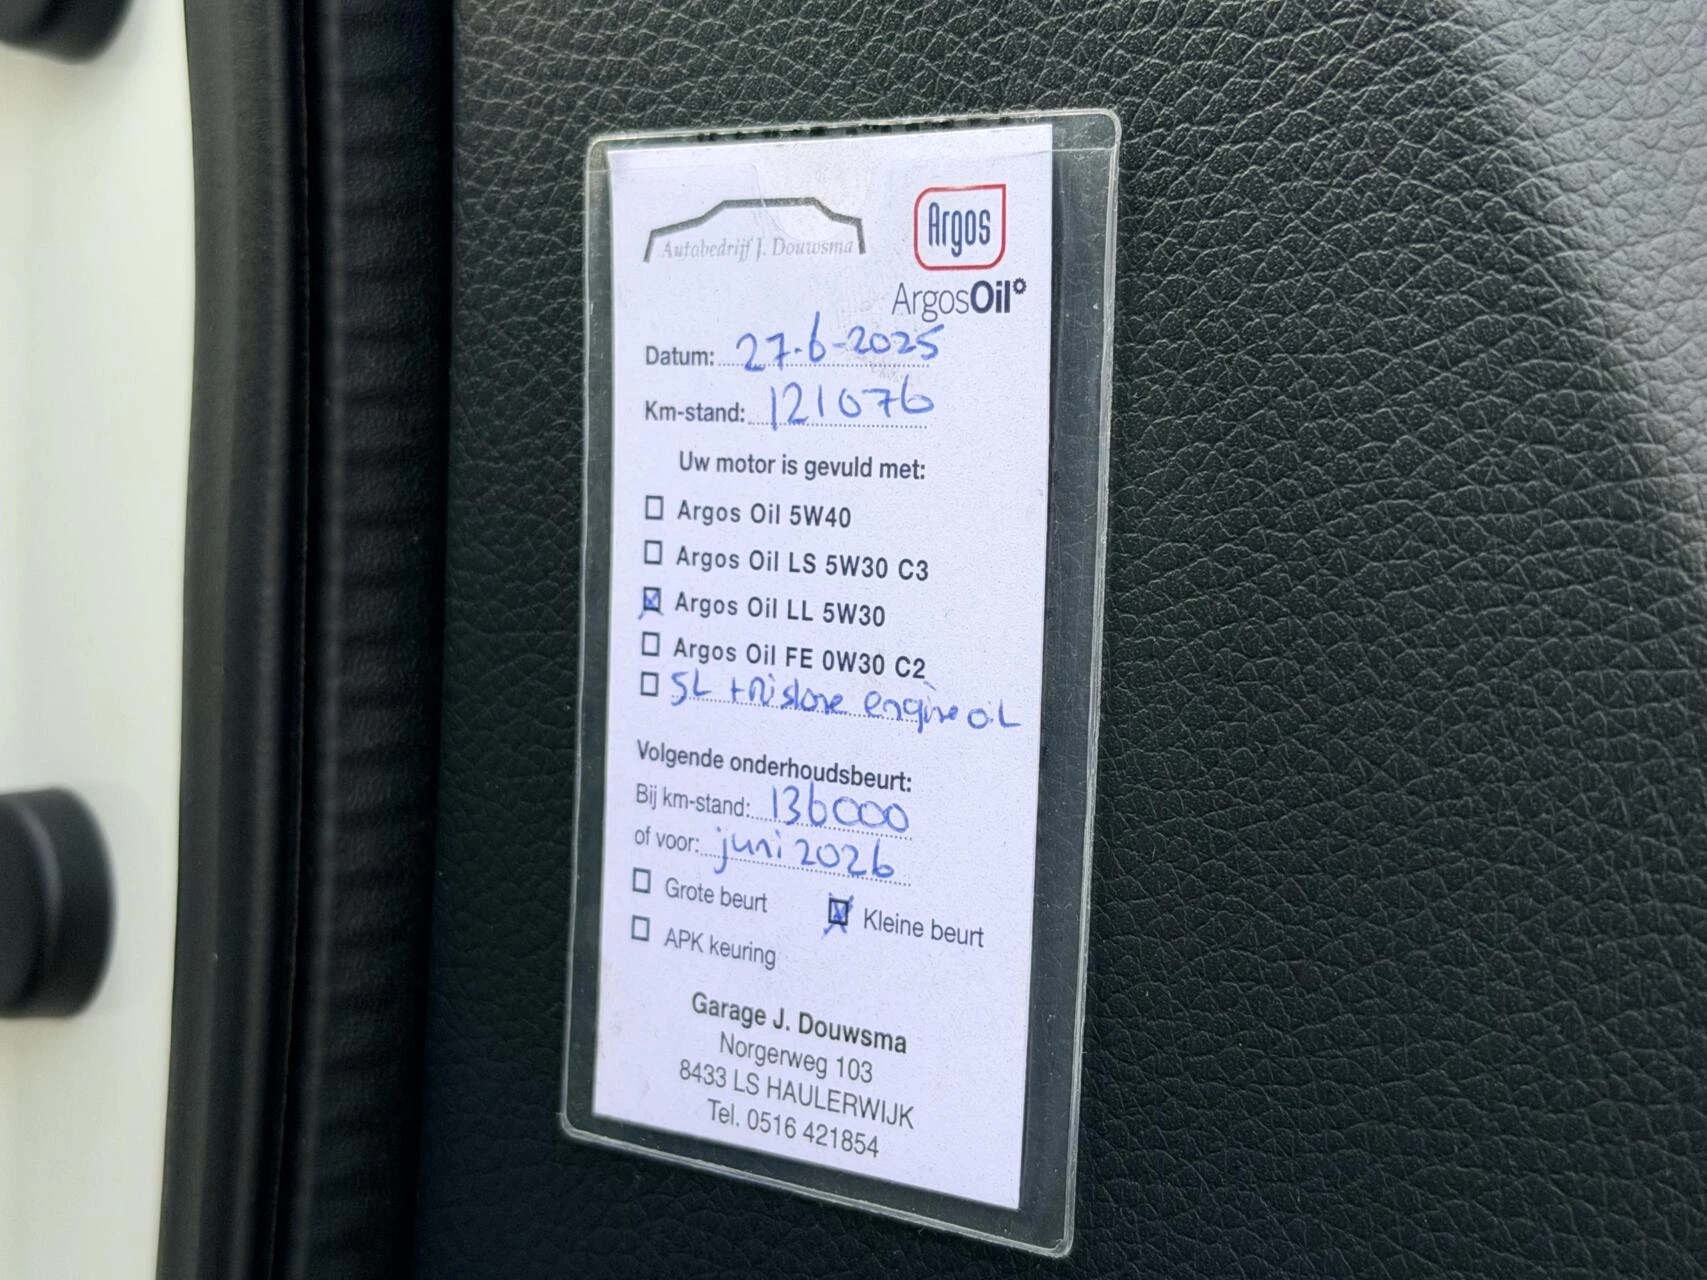 Autobedrijf J. Douwsma
Argos
ArgosOil
Datum: 27-6-2025
Km-stand: 121076
Uw motor is gevuld met:
Argos Oil 5W40
Argos Oil LS 5W30 C3
Argos Oil LL 5W30
Argos Oil FE 0W30 C2
5L engine oil
Volgende onderhoudsbeurt:
Bij km-stand: 136000
of voor: juni 2026
Grote beurt Kleine beurt
APK keuring
Garage J. Douwsma
Norgerweg 103
8433 LS HAULERWIJK
Tel. 0516 421854